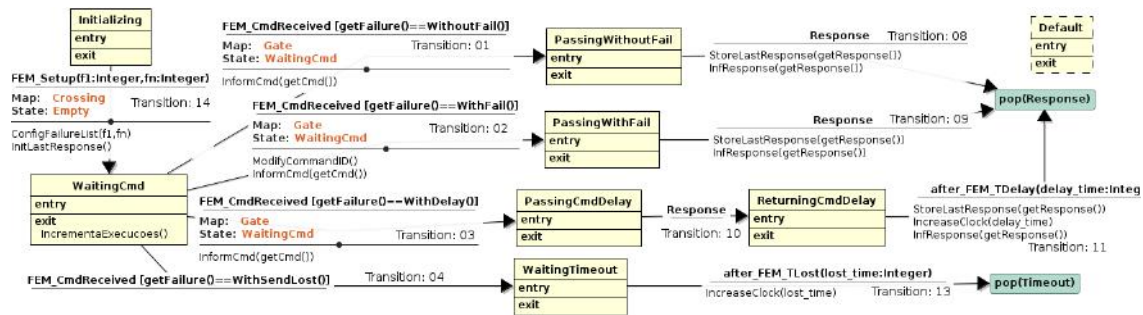 Initializing
entry
exit
FEM_Setup(f1:Integer,fn:Integer)
Map: Crossing
State: Empty
Transition: 14
ConfigFailureList(f1,fn)
InitLastResponse()
WaitingCmd
entry
exit
IncrementaExecucoes()
FEM_CmdReceived [getFailure()==WithoutFail()]
Map: Gate
State: WaitingCmd
Transition: 01
InformCmd(getCmd())
PassingWithoutFail
entry
exit
Response
Transition: 08
StoreLastResponse(getResponse())
InfResponse(getResponse())
Default
entry
exit
pop(Response)
FEM_CmdReceived [getFailure()==WithFail()]
Map: Gate
State: WaitingCmd
Transition: 02
ModifyCommandID()
InformCmd(getCmd())
PassingWithFail
entry
exit
Response
Transition: 09
StoreLastResponse(getResponse())
InfResponse(getResponse())
FEM_CmdReceived [getFailure()==WithDelay()]
Map: Gate
State: WaitingCmd
Transition: 03
InformCmd(getCmd())
PassingCmdDelay
entry
exit
Response
Transition: 10
ReturningCmdDelay
entry
exit
after_FEM_TDelay(delay_time:Integ
StoreLastResponse(getResponse())
IncreaseClock(delay_time)
InfResponse(getResponse())
Transition: 11
FEM_CmdReceived [getFailure()==WithSendLost()]
Transition: 04
WaitingTimeout
entry
exit
after_FEM_TLost(lost_time:Integer)
IncreaseClock(lost_time)
Transition: 13
pop(Timeout)